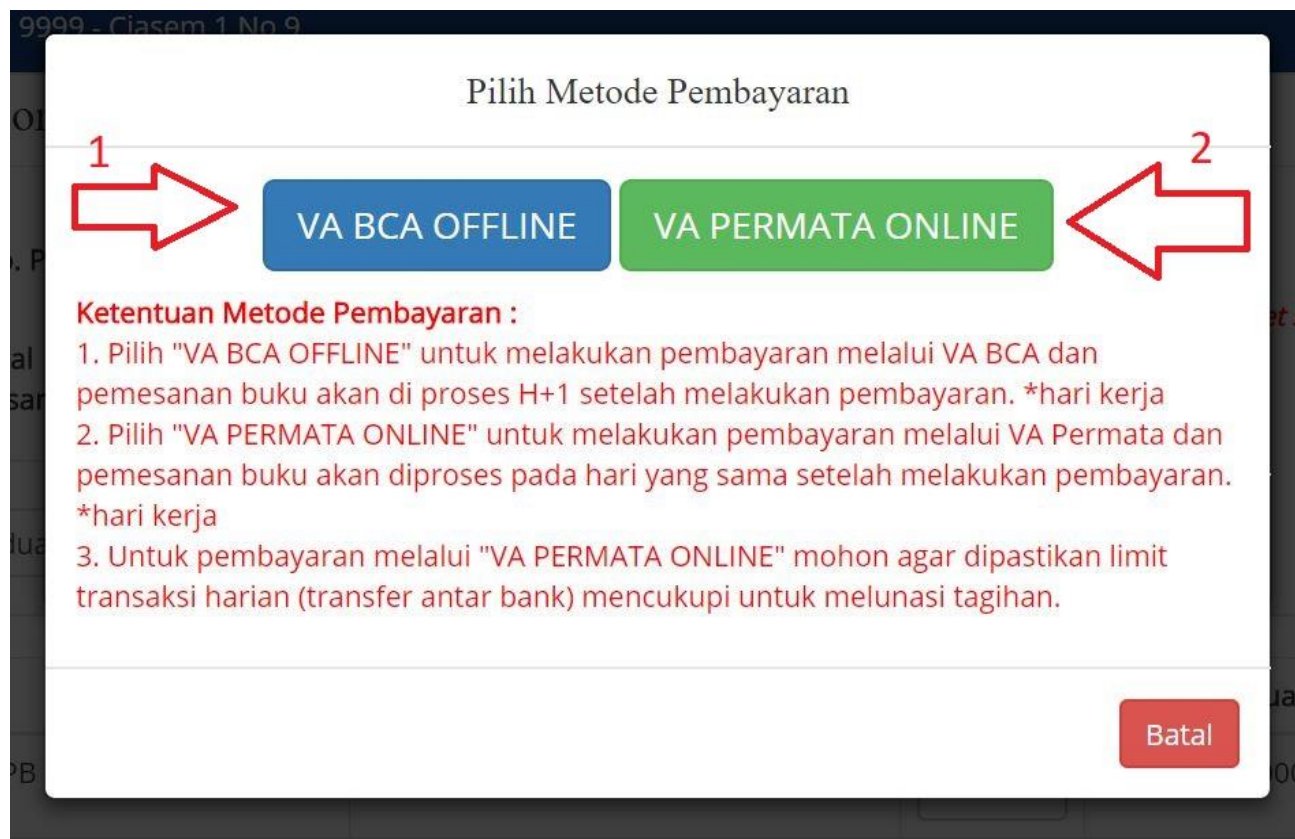 9999 - Ciasem 1 No 9
Pilih Metode Pembayaran
1
2
VA BCA OFFLINE
VA PERMATA ONLINE
Ketentuan Metode Pembayaran :
1. Pilih "VA BCA OFFLINE" untuk melakukan pembayaran melalui VA BCA dan
pemesanan buku akan di proses H+1 setelah melakukan pembayaran. *hari kerja
2. Pilih "VA PERMATA ONLINE" untuk melakukan pembayaran melalui VA Permata dan
pemesanan buku akan diproses pada hari yang sama setelah melakukan pembayaran.
*hari kerja
3. Untuk pembayaran melalui "VA PERMATA ONLINE" mohon agar dipastikan limit
transaksi harian (transfer antar bank) mencukupi untuk melunasi tagihan.
Batal